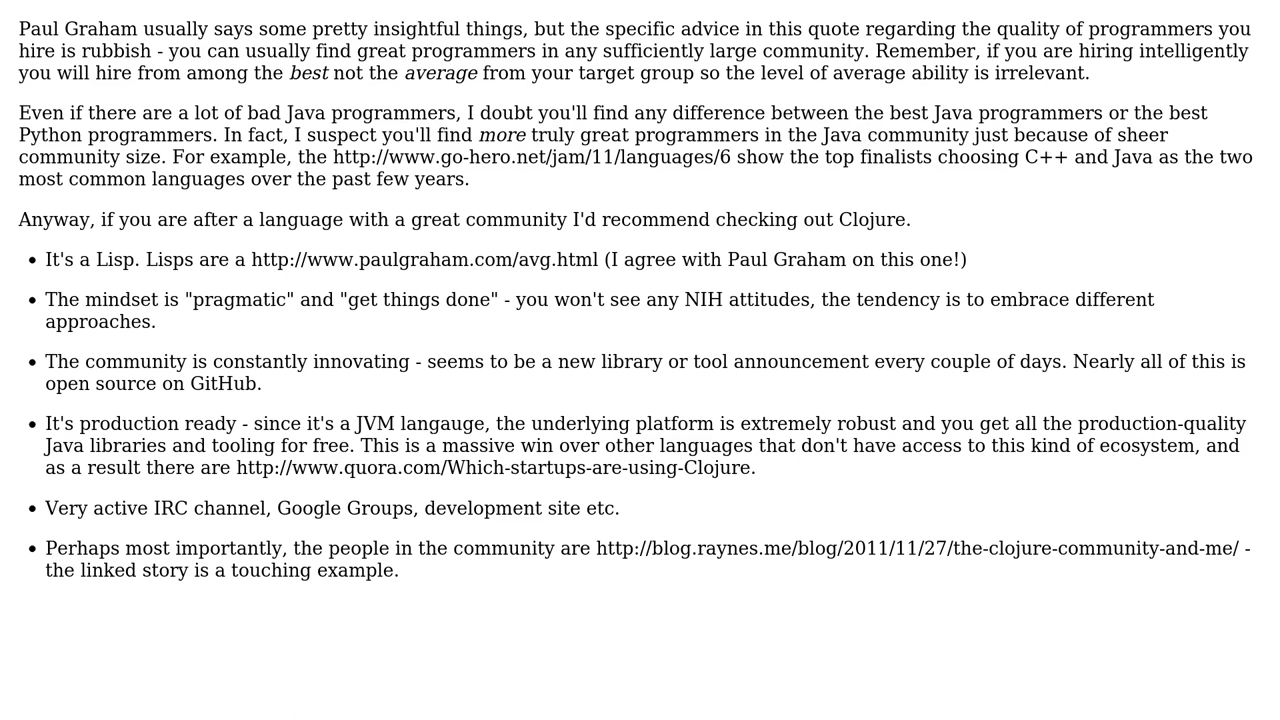 Paul Graham usually says some pretty insightful things, but the specific advice in this quote regarding the quality of programmers you
hire is rubbish - you can usually find great programmers in any sufficiently large community. Remember, if you are hiring intelligently
you will hire from among the best not the average from your target group so the level of average ability is irrelevant.
Even if there are a lot of bad Java programmers, I doubt you'll find any difference between the best Java programmers or the best
Python programmers. In fact, I suspect you'll find more truly great programmers in the Java community just because of sheer
community size. For example, the http://www.go-hero.net/jam/11/languages/6 show the top finalists choosing C++ and Java as the two
most common languages over the past few years.
Anyway, if you are after a language with a great community I'd recommend checking out Clojure.
• It's a Lisp. Lisps are a http://www.paulgraham.com/avg.html (I agree with Paul Graham on this one!)
• The mindset is "pragmatic" and "get things done" - you won't see any NIH attitudes, the tendency is to embrace different
approaches.
• The community is constantly innovating - seems to be a new library or tool announcement every couple of days. Nearly all of this is
open source on GitHub.
• It's production ready - since it's a JVM langauge, the underlying platform is extremely robust and you get all the production-quality
Java libraries and tooling for free. This is a massive win over other languages that don't have access to this kind of ecosystem, and
as a result there are http://www.quora.com/Which-startups-are-using-Clojure.
• Very active IRC channel, Google Groups, development site etc.
• Perhaps most importantly, the people in the community are http://blog.raynes.me/blog/2011/11/27/the-clojure-community-and-me/ -
the linked story is a touching example.